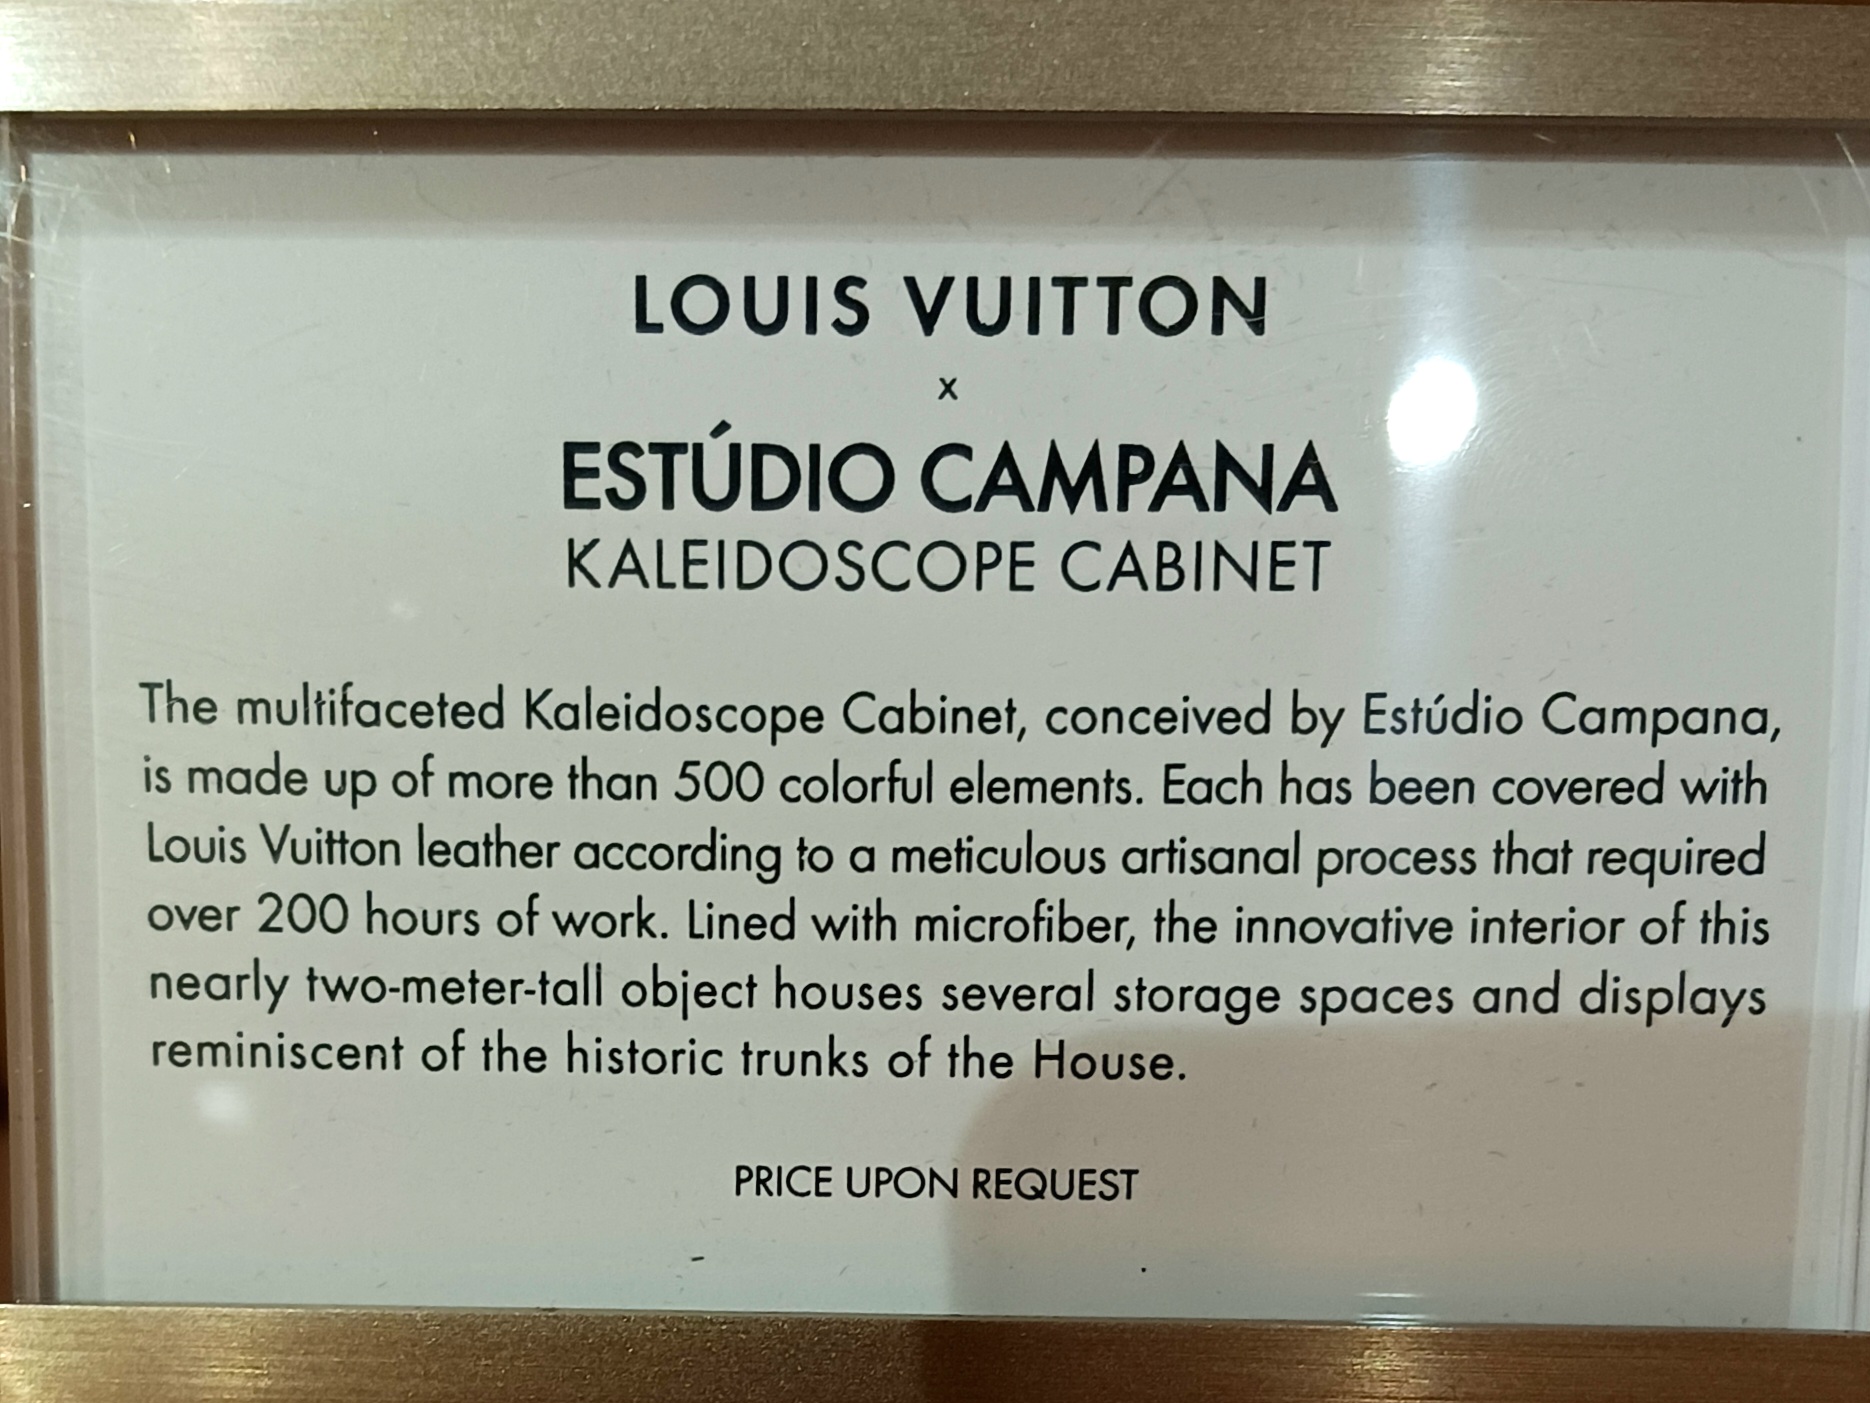 LOUIS VUITTON
x
ESTÚDIO CAMPANA
KALEIDOSCOPE CABINET
The multifaceted Kaleidoscope Cabinet, conceived by Estúdio Campana,
is made up of more than 500 colorful elements. Each has been covered with
Louis Vuitton leather according to a meticulous artisanal process that required
over 200 hours of work. Lined with microfiber, the innovative interior of this
nearly two-meter-tall object houses several storage spaces and displays
reminiscent of the historic trunks of the House.
PRICE UPON REQUEST